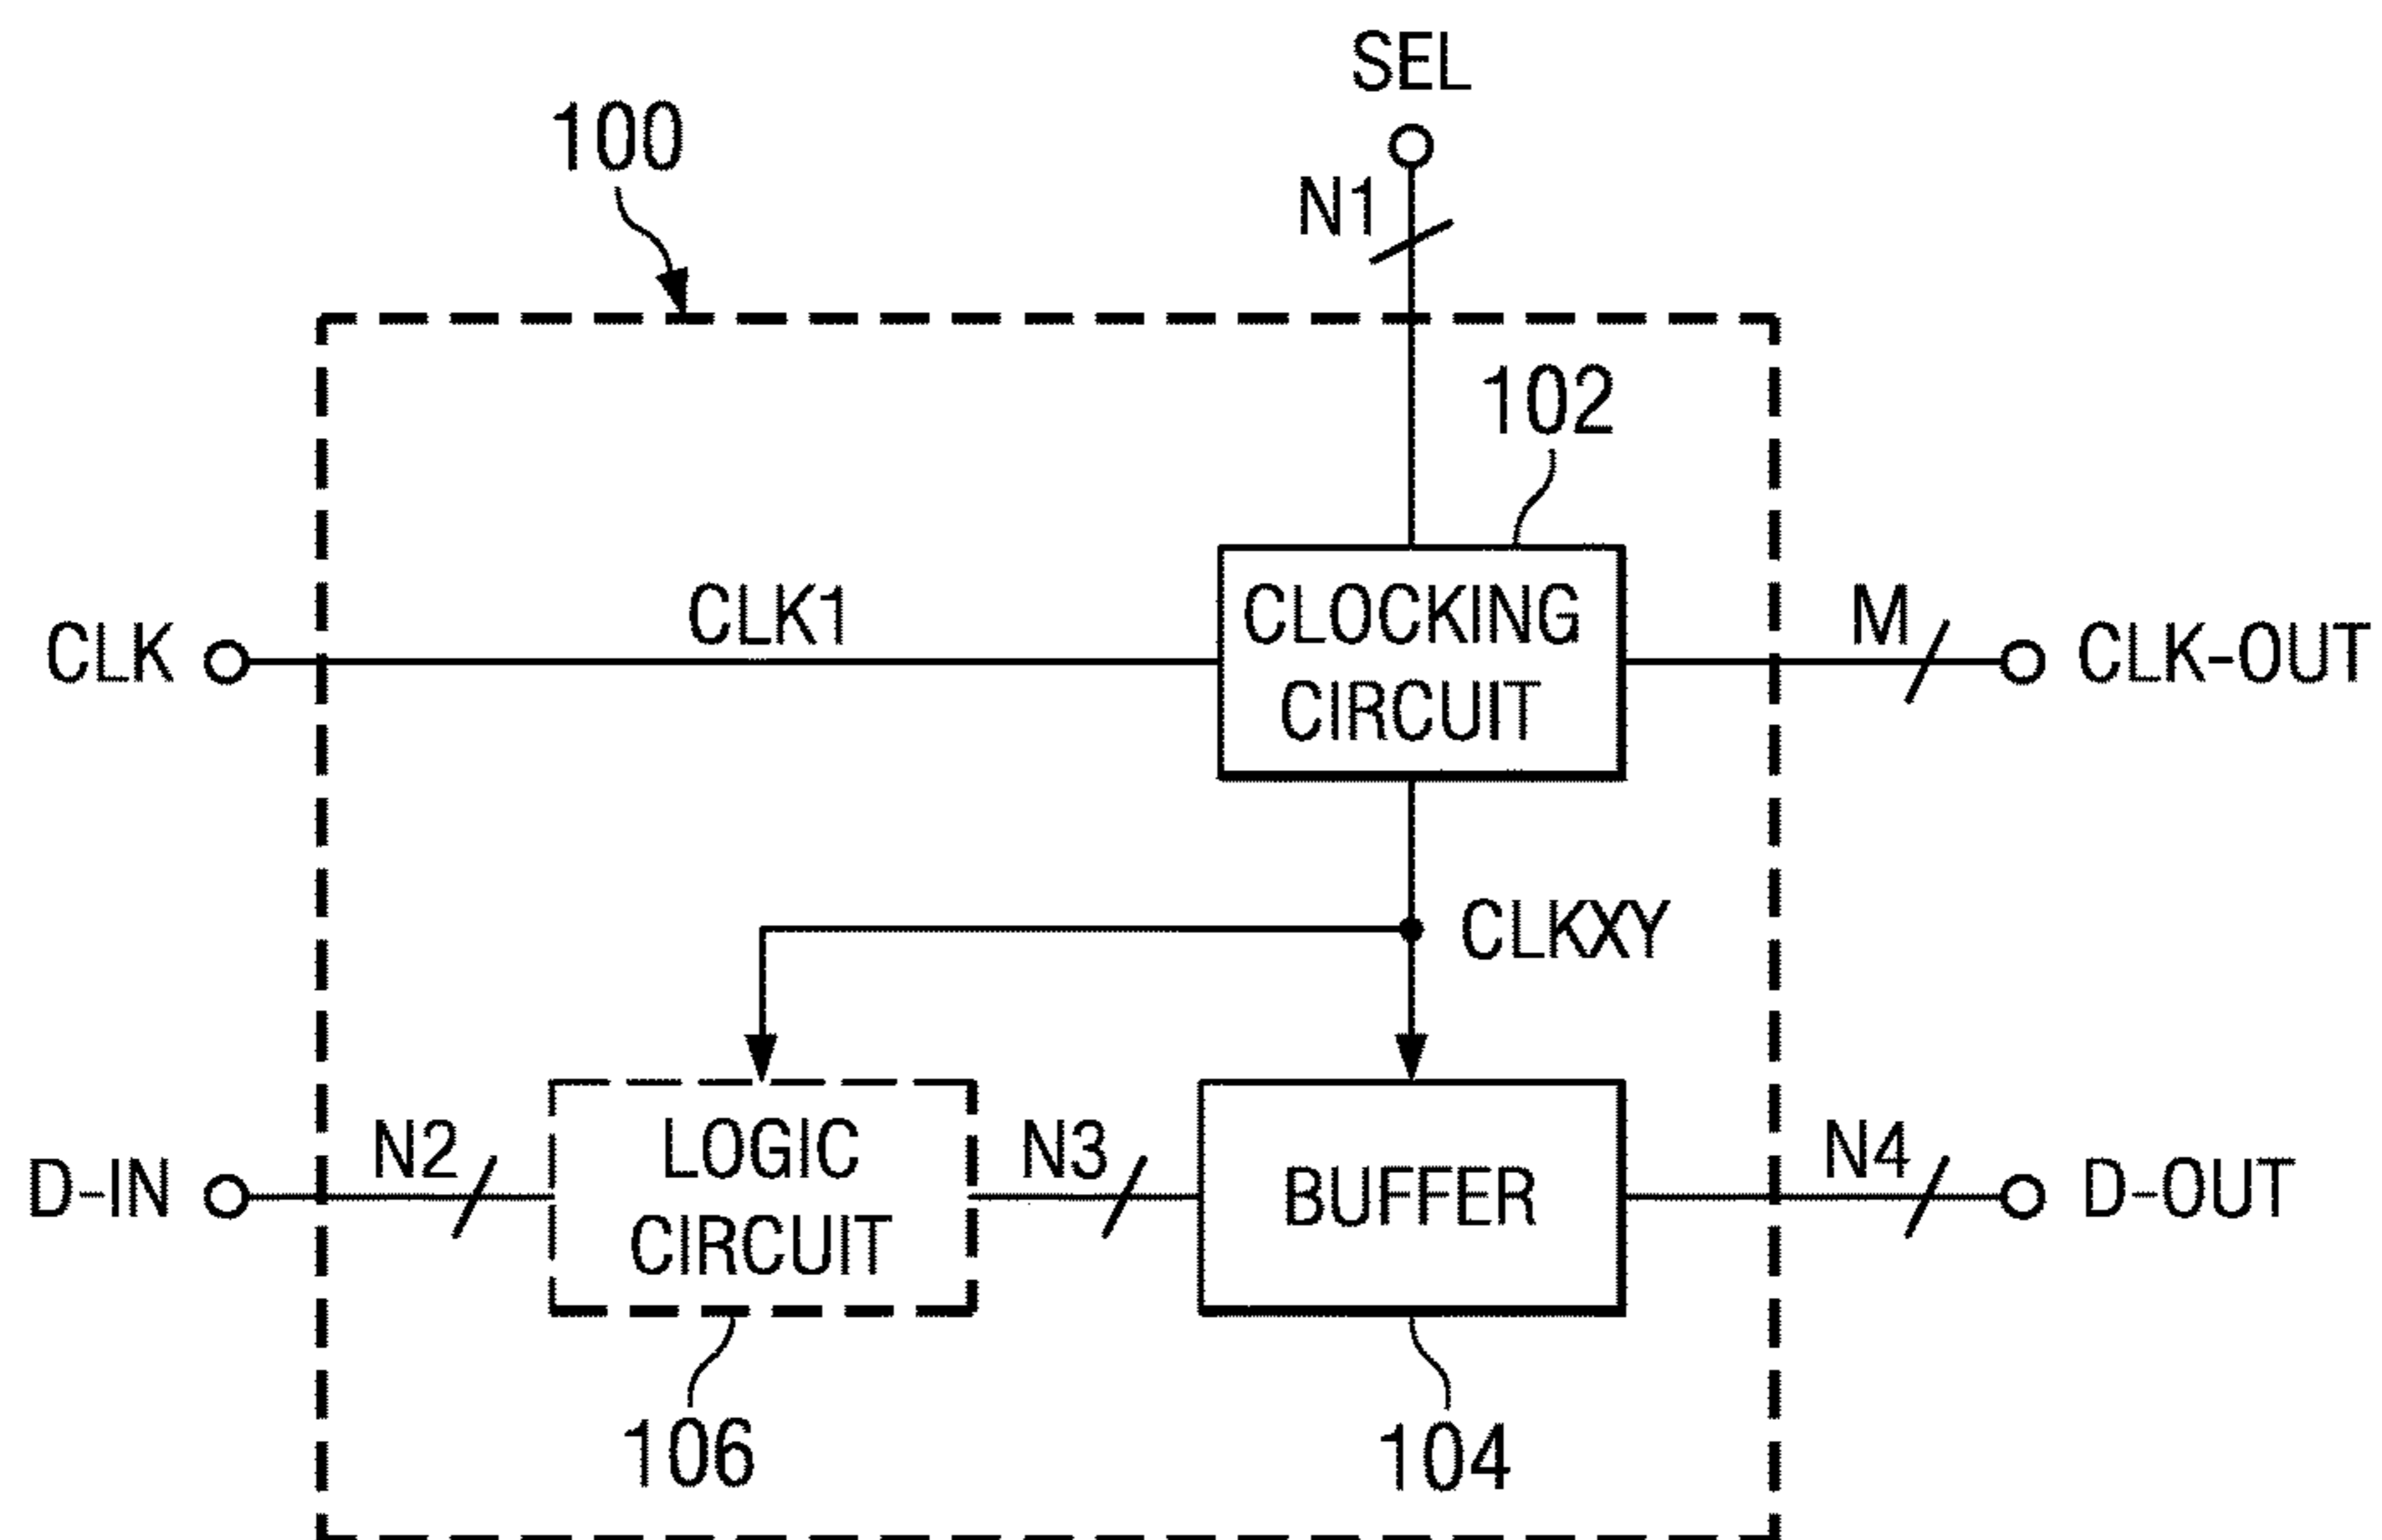 SEL
100
N1
102
CLK
CLK1
CLOCKING
CIRCUIT
M
CLK-OUT
CLKXY
D-IN
N2
LOGIC
CIRCUIT
N3
BUFFER
N4
D-OUT
106
104